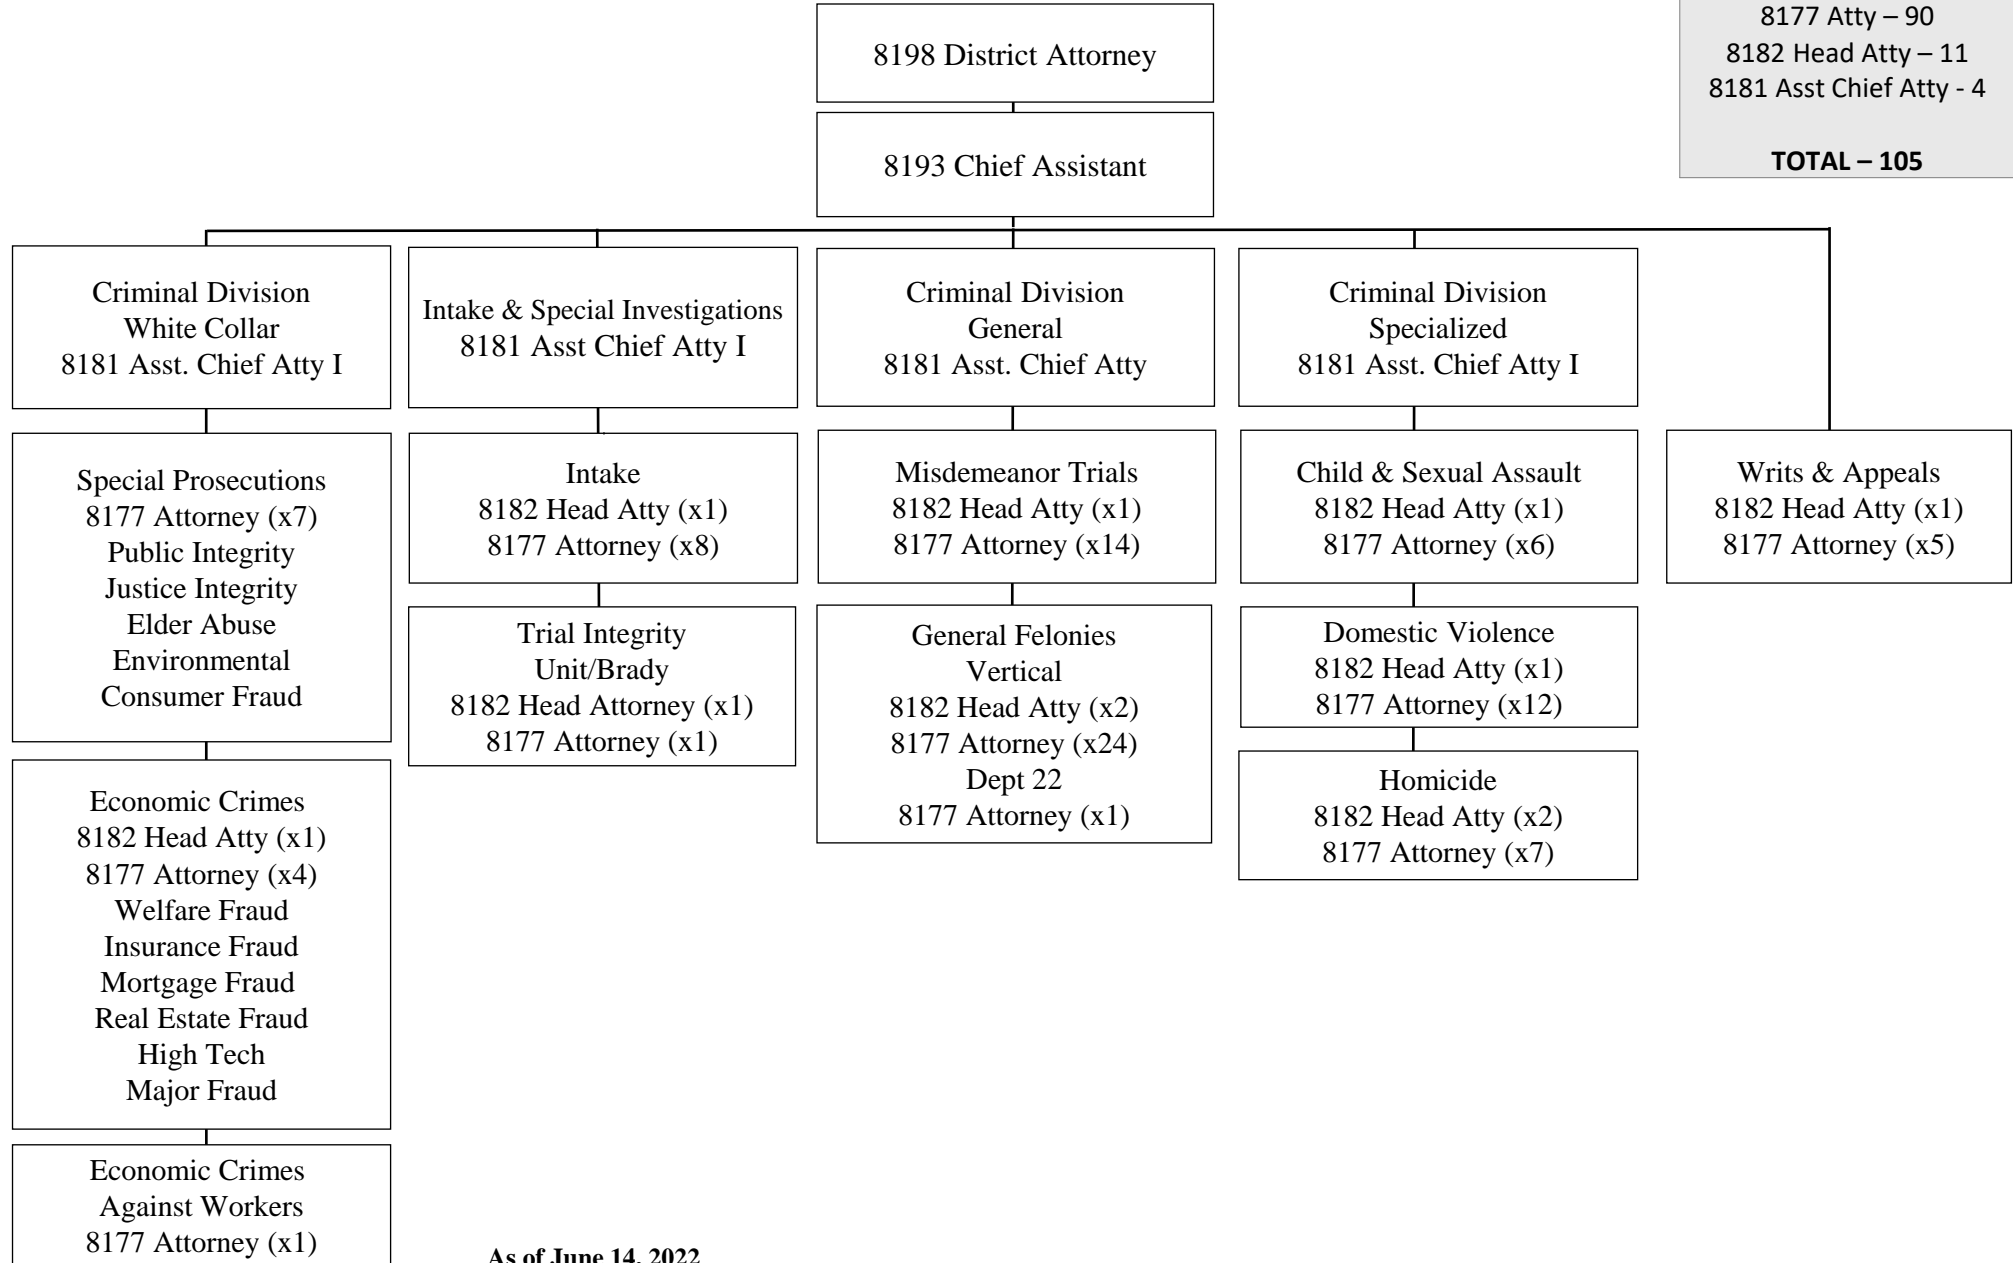 8198 District Attorney
8193 Chief Assistant
8177 Atty – 90
8182 Head Atty – 11
8181 Asst Chief Atty - 4
TOTAL – 105
Criminal Division
White Collar
8181 Asst. Chief Atty I
Special Prosecutions
8177 Attorney (x7)
Public Integrity
Justice Integrity
Elder Abuse
Environmental
Consumer Fraud
Economic Crimes
8182 Head Atty (x1)
8177 Attorney (x4)
Welfare Fraud
Insurance Fraud
Mortgage Fraud
Real Estate Fraud
High Tech
Major Fraud
Economic Crimes
Against Workers
8177 Attorney (x1)
Intake & Special Investigations
8181 Asst Chief Atty I
Intake
8182 Head Atty (x1)
8177 Attorney (x8)
Trial Integrity
Unit/Brady
8182 Head Attorney (x1)
8177 Attorney (x1)
Criminal Division
General
8181 Asst. Chief Atty
Misdemeanor Trials
8182 Head Atty (x1)
8177 Attorney (x14)
General Felonies
Vertical
8182 Head Atty (x2)
8177 Attorney (x24)
Dept 22
8177 Attorney (x1)
Criminal Division
Specialized
8181 Asst. Chief Atty I
Child & Sexual Assault
8182 Head Atty (x1)
8177 Attorney (x6)
Domestic Violence
8182 Head Atty (x1)
8177 Attorney (x12)
Homicide
8182 Head Atty (x2)
8177 Attorney (x7)
Writs & Appeals
8182 Head Atty (x1)
8177 Attorney (x5)
As of June 14, 2022